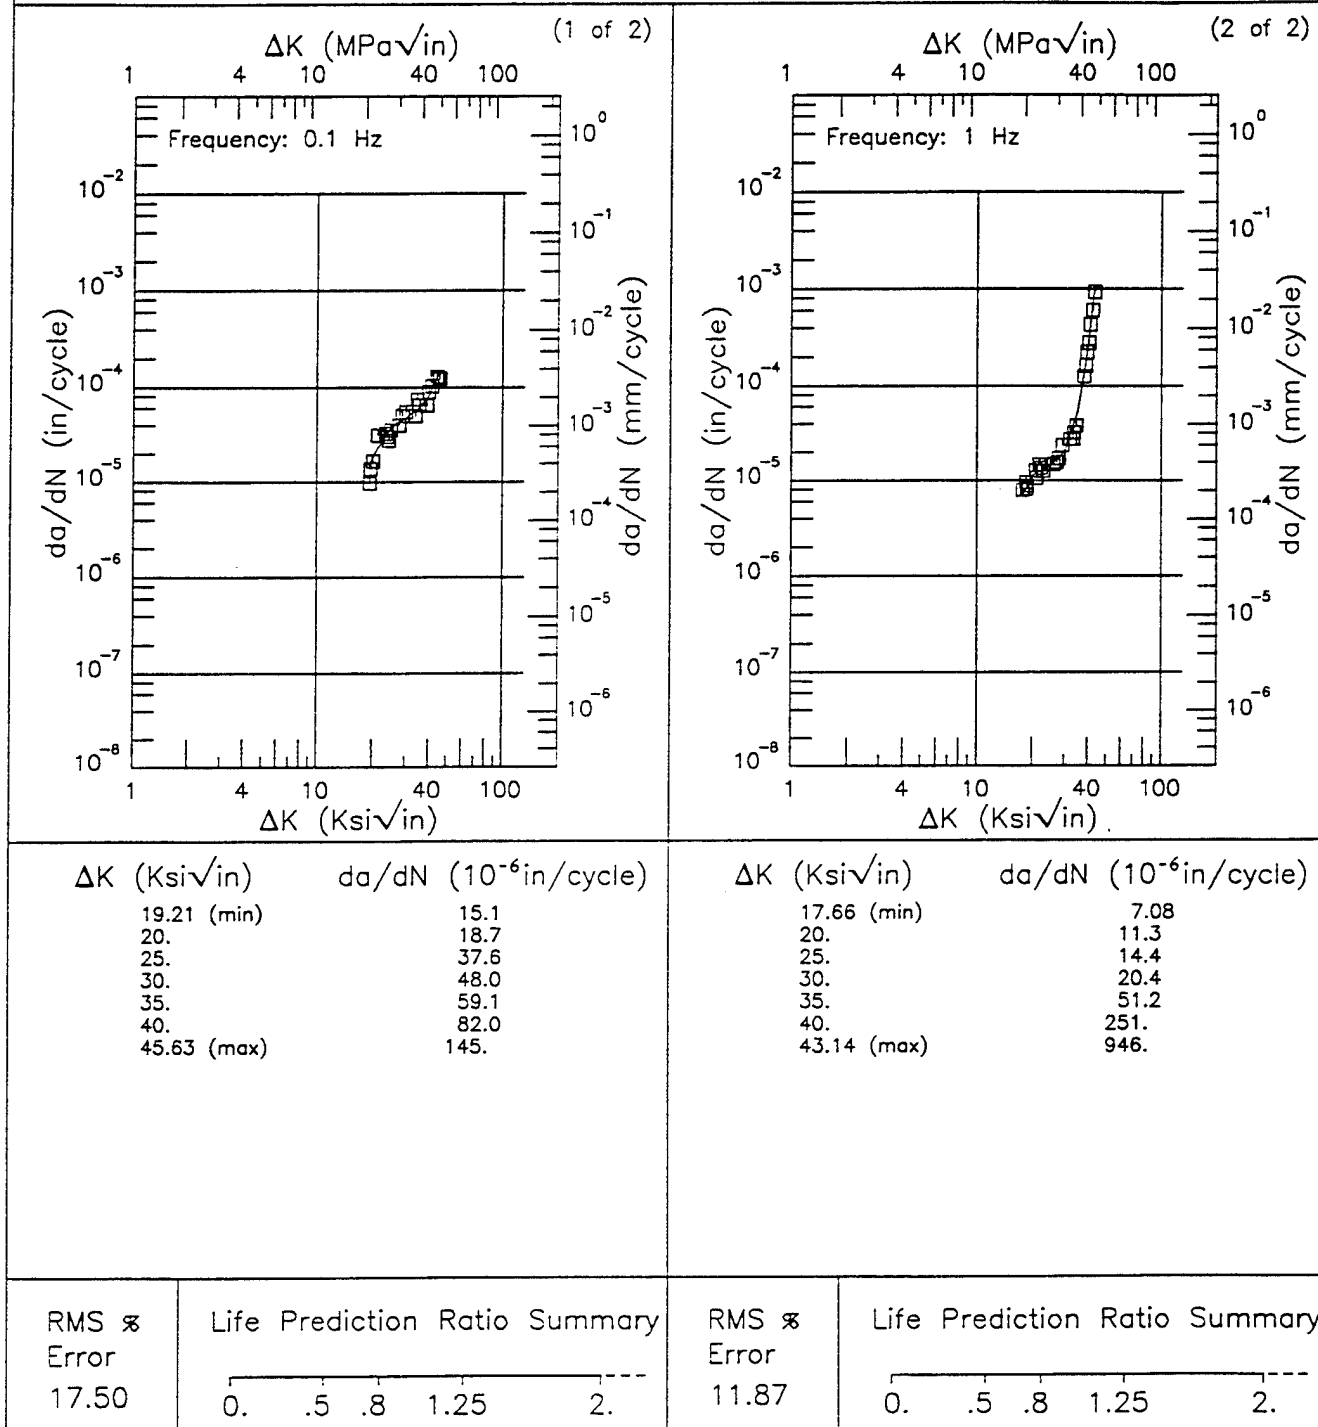 (1 of 2)
ΔK (MPa√in)
1 4 10 40 100
Frequency: 0.1 Hz
10⁰
10⁻²
10⁻¹
10⁻³
10⁻²
10⁻⁴
10⁻³
10⁻⁵
10⁻⁴
10⁻⁶
10⁻⁵
10⁻⁷
10⁻⁶
10⁻⁸
da/dN (in/cycle)
da/dN (mm/cycle)
1 4 10 40 100
ΔK (Ksi√in)
ΔK (Ksi√in) da/dN (10⁻⁶in/cycle)
19.21 (min) 15.1
20. 18.7
25. 37.6
30. 48.0
35. 59.1
40. 82.0
45.63 (max) 145.
RMS % Error
17.50
Life Prediction Ratio Summary
0. .5 .8 1.25 2.
(2 of 2)
ΔK (MPa√in)
1 4 10 40 100
Frequency: 1 Hz
10⁰
10⁻²
10⁻¹
10⁻³
10⁻²
10⁻⁴
10⁻³
10⁻⁵
10⁻⁴
10⁻⁶
10⁻⁵
10⁻⁷
10⁻⁶
10⁻⁸
da/dN (in/cycle)
da/dN (mm/cycle)
1 4 10 40 100
ΔK (Ksi√in)
ΔK (Ksi√in) da/dN (10⁻⁶in/cycle)
17.66 (min) 7.08
20. 11.3
25. 14.4
30. 20.4
35. 51.2
40. 251.
43.14 (max) 946.
RMS % Error
11.87
Life Prediction Ratio Summary
0. .5 .8 1.25 2.